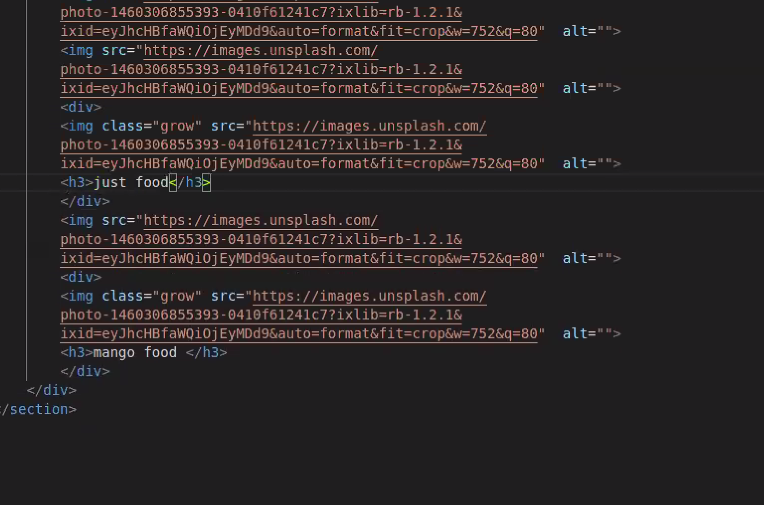 photo-1460306855393-0410f61241c7?ixlib=rb-1.2.1&
ixid=eyJhcHBfaWQiOjEyMDd9&auto=format&fit=crop&w=752&q=80"  alt="">
<img src="https://images.unsplash.com/
photo-1460306855393-0410f61241c7?ixlib=rb-1.2.1&
ixid=eyJhcHBfaWQiOjEyMDd9&auto=format&fit=crop&w=752&q=80"  alt="">
<div>
<img class="grow" src="https://images.unsplash.com/
photo-1460306855393-0410f61241c7?ixlib=rb-1.2.1&
ixid=eyJhcHBfaWQiOjEyMDd9&auto=format&fit=crop&w=752&q=80"  alt="">
<h3>just food</h3>
</div>
<img src="https://images.unsplash.com/
photo-1460306855393-0410f61241c7?ixlib=rb-1.2.1&
ixid=eyJhcHBfaWQiOjEyMDd9&auto=format&fit=crop&w=752&q=80"  alt="">
<div>
<img class="grow" src="https://images.unsplash.com/
photo-1460306855393-0410f61241c7?ixlib=rb-1.2.1&
ixid=eyJhcHBfaWQiOjEyMDd9&auto=format&fit=crop&w=752&q=80"  alt="">
<h3>mango food </h3>
</div>
</div>
/section>